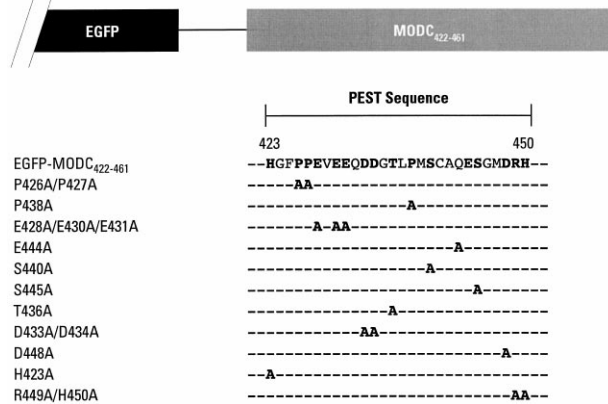 EGFP MODC422-461
PEST Sequence
423 450
EGFP-MODC422-461 --HGFPPEVEEQDDGTLPMSCAQESGMDRH--
P426A/P427A -----AA-------------------------
P438A -----------------A--------------
E428A/E430A/E431A -------A-AA---------------------
E444A -----------------------A--------
S440A -------------------A------------
S445A ------------------------A-------
T436A ---------------A----------------
D433A/D434A ------------AA------------------
D448A ---------------------------A----
H423A --A-----------------------------
R449A/H450A ----------------------------AA--